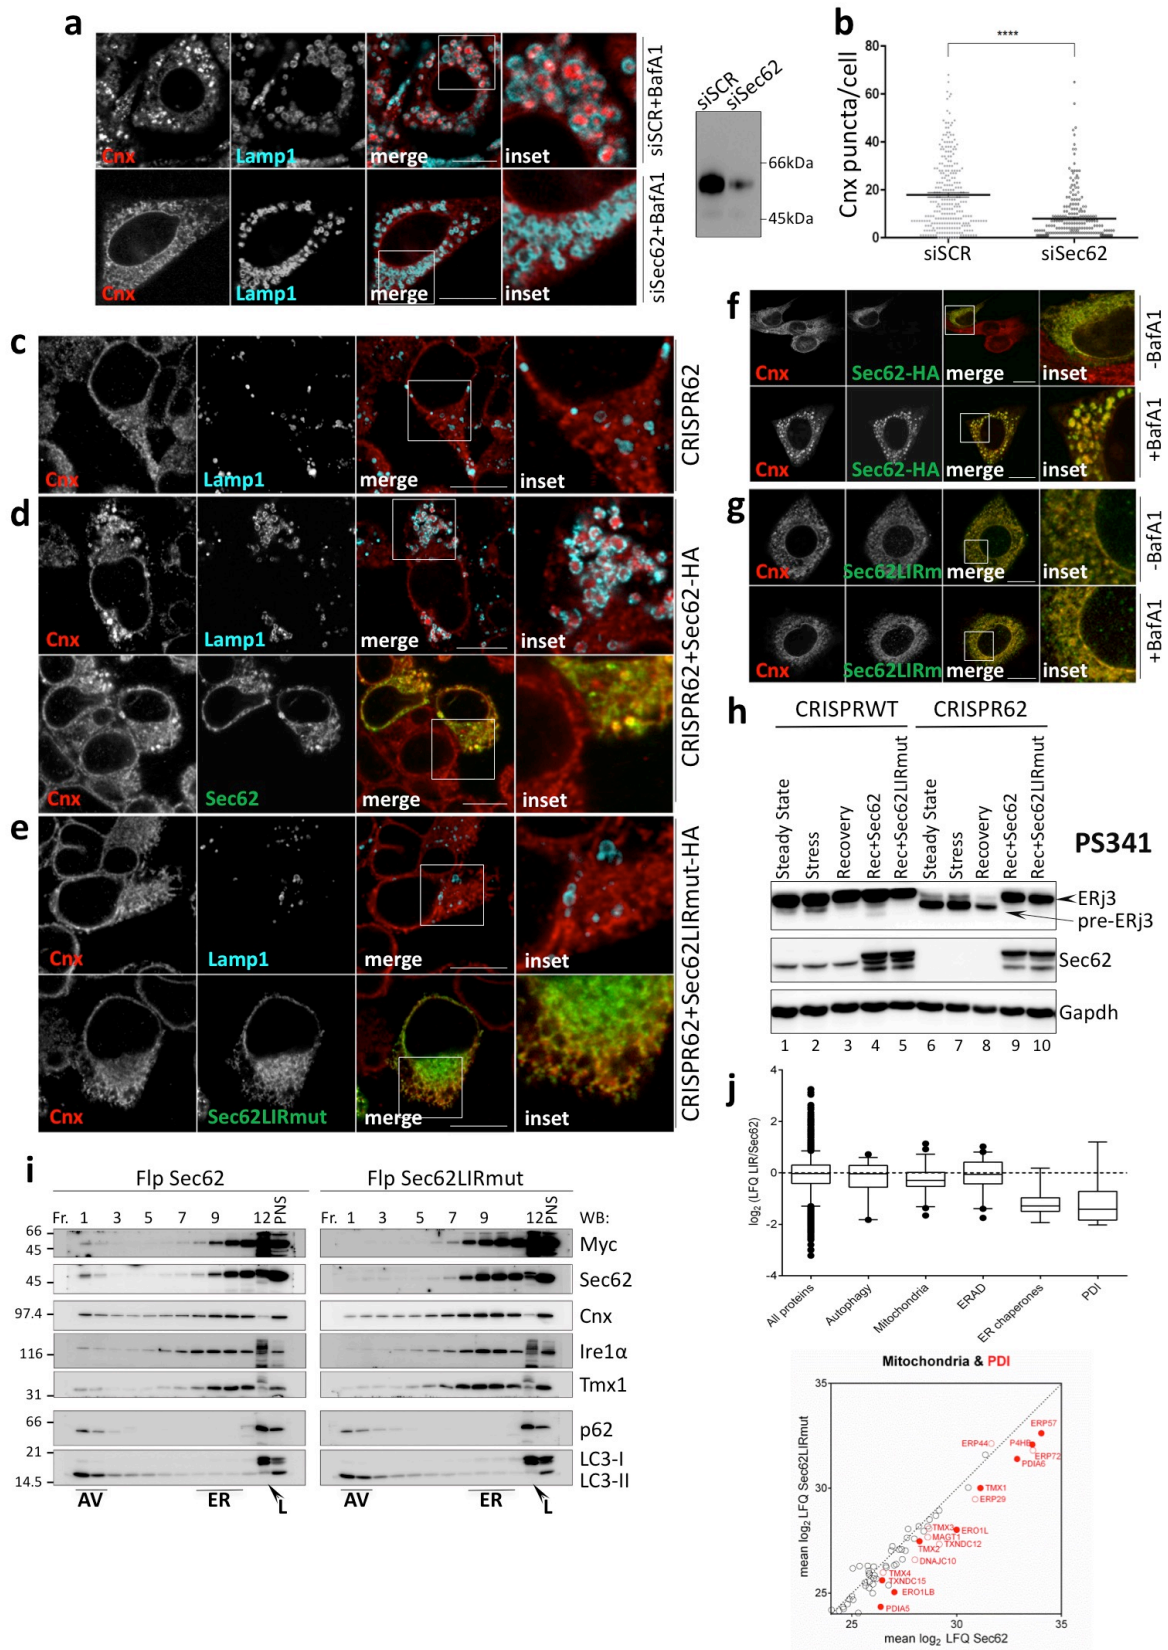 a
Cnx
Lamp1
merge
inset
siSCR+BafA1
Cnx
Lamp1
merge
inset
siSec62+BafA1
siSCR
siSec62
66kDa
45kDa
b
****
Cnx puncta/cell
80
60
40
20
0
siSCR
siSec62
c
Cnx
Lamp1
merge
inset
CRISPR62
d
Cnx
Lamp1
merge
inset
Cnx
Sec62
merge
inset
CRISPR62+Sec62-HA
e
Cnx
Lamp1
merge
inset
Cnx
Sec62LIRmut
merge
inset
CRISPR62+Sec62LIRmut-HA
f
Cnx
Sec62-HA
merge
inset
-BafA1
Cnx
Sec62-HA
merge
inset
+BafA1
g
Cnx
Sec62LIRm
merge
inset
-BafA1
Cnx
Sec62LIRm
merge
inset
+BafA1
h
CRISPRWT CRISPR62
Steady State
Stress
Recovery
Rec+Sec62
Rec+Sec62LIRmut
Steady State
Stress
Recovery
Rec+Sec62
Rec+Sec62LIRmut
PS341
ERj3
pre-ERj3
Sec62
Gapdh
1 2 3 4 5 6 7 8 9 10
i
Flp Sec62 Flp Sec62LIRmut
Fr. 1 3 5 7 9 12 PNS Fr. 1 3 5 7 9 12 PNS WB:
66
45
Myc
45
Sec62
97.4
Cnx
116
Ire1α
31
Tmx1
66
p62
21
LC3-I
14.5
LC3-II
AV ER L AV ER L
j
log2 (LFQ LIR/Sec62)
4
2
0
-2
-4
All proteins
Autophagy
Mitochondria
ERAD
ER chaperones
PDI
Mitochondria & PDI
mean log2 LFQ Sec62LIRmut
35
30
25
ERP57
ERP44
P4HB
ERP72
PDIA6
TMX1
ERP29
TMX3
ERO1L
MAGT1
TXNDC12
TMX2
DNAJC10
TMX4
TXNDC15
ERO1LB
PDIA5
25 30 35
mean log2 LFQ Sec62